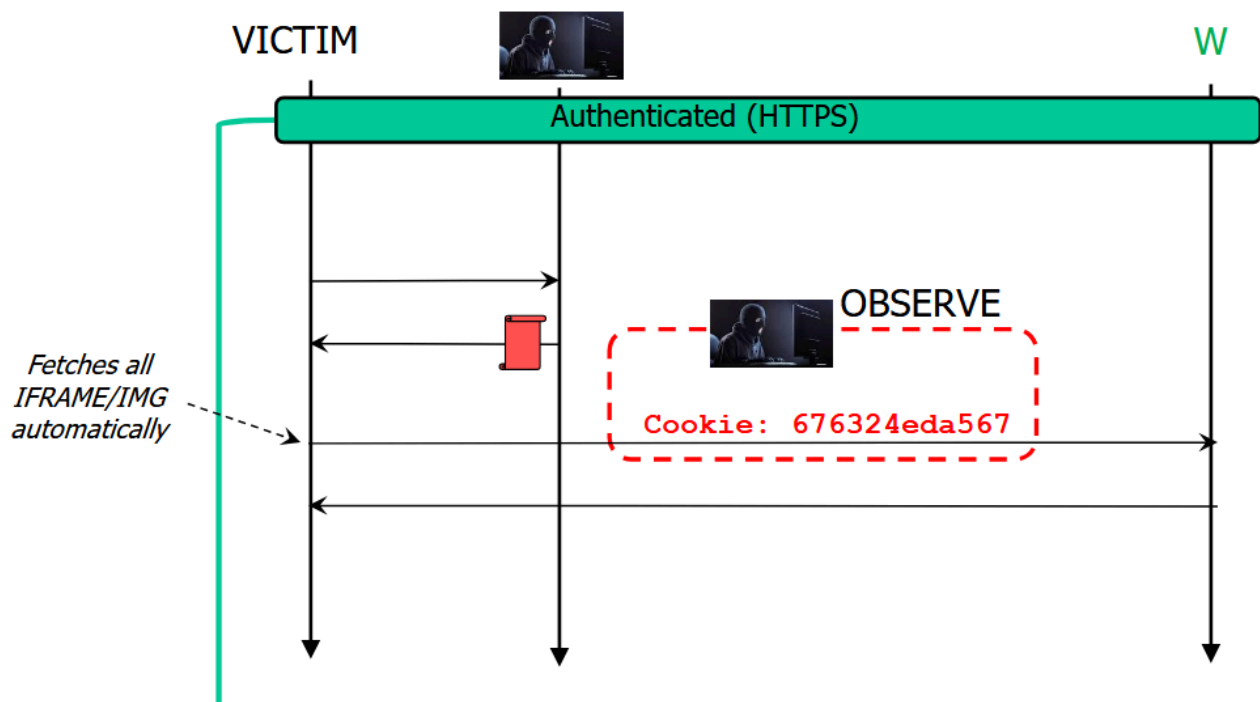 VICTIM
W
Authenticated (HTTPS)
OBSERVE
Fetches all
IFRAME/IMG
automatically
Cookie: 676324eda567